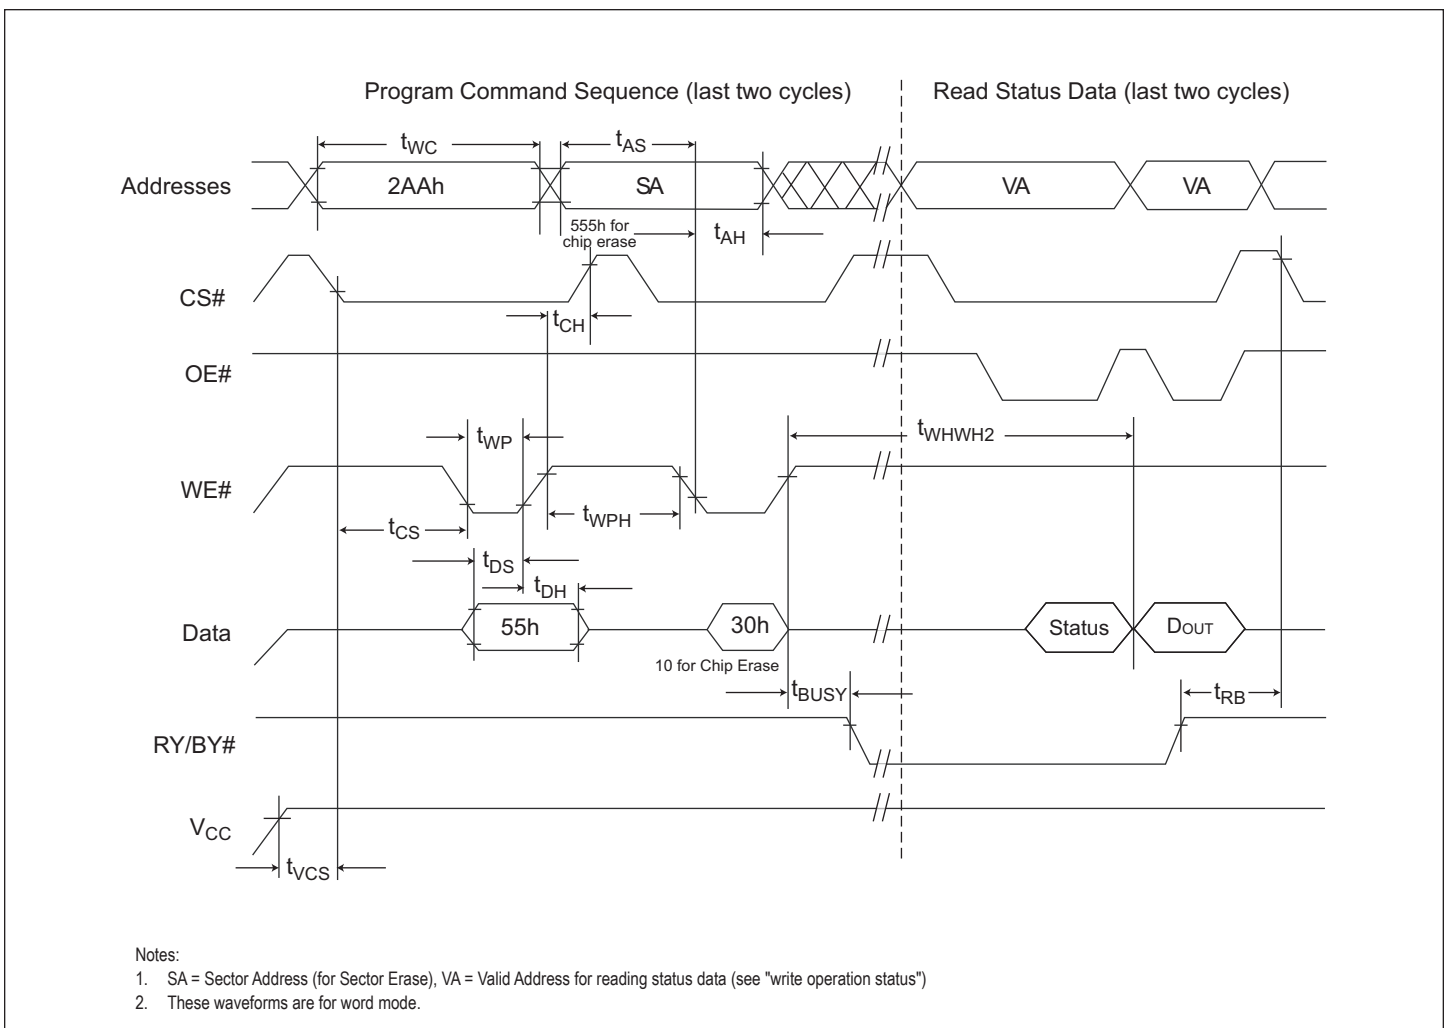 Program Command Sequence (last two cycles)
Read Status Data (last two cycles)
tWC
tAS
Addresses
2AAh
SA
VA
VA
555h for
chip erase
tAH
CS#
tCH
OE#
tWP
tWHWH2
WE#
tCS
tWPH
tDS
tDH
Data
55h
30h
Status
DOUT
10 for Chip Erase
tBUSY
tRB
RY/BY#
VCC
tVCS
Notes:
1. SA = Sector Address (for Sector Erase), VA = Valid Address for reading status data (see "write operation status")
2. These waveforms are for word mode.